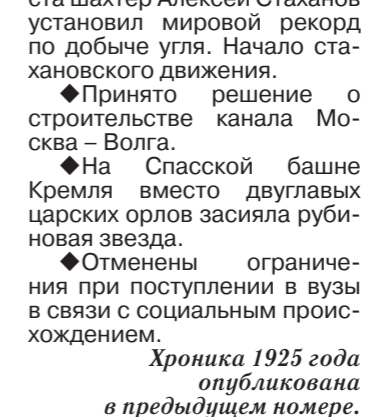 ста шахтер Алексей Стаханов
установил мировой рекорд
по добыче угля. Начало ста-
хановского движения.
◆Принято решение о
строительстве канала Мо-
сква – Волга.
◆На Спасской башне
Кремля вместо двуглавых
царских орлов засияла руби-
новая звезда.
◆Отменены ограниче-
ния при поступлении в вузы
в связи с социальным проис-
хождением.
Хроника 1925 года
опубликована
в предыдущем номере.